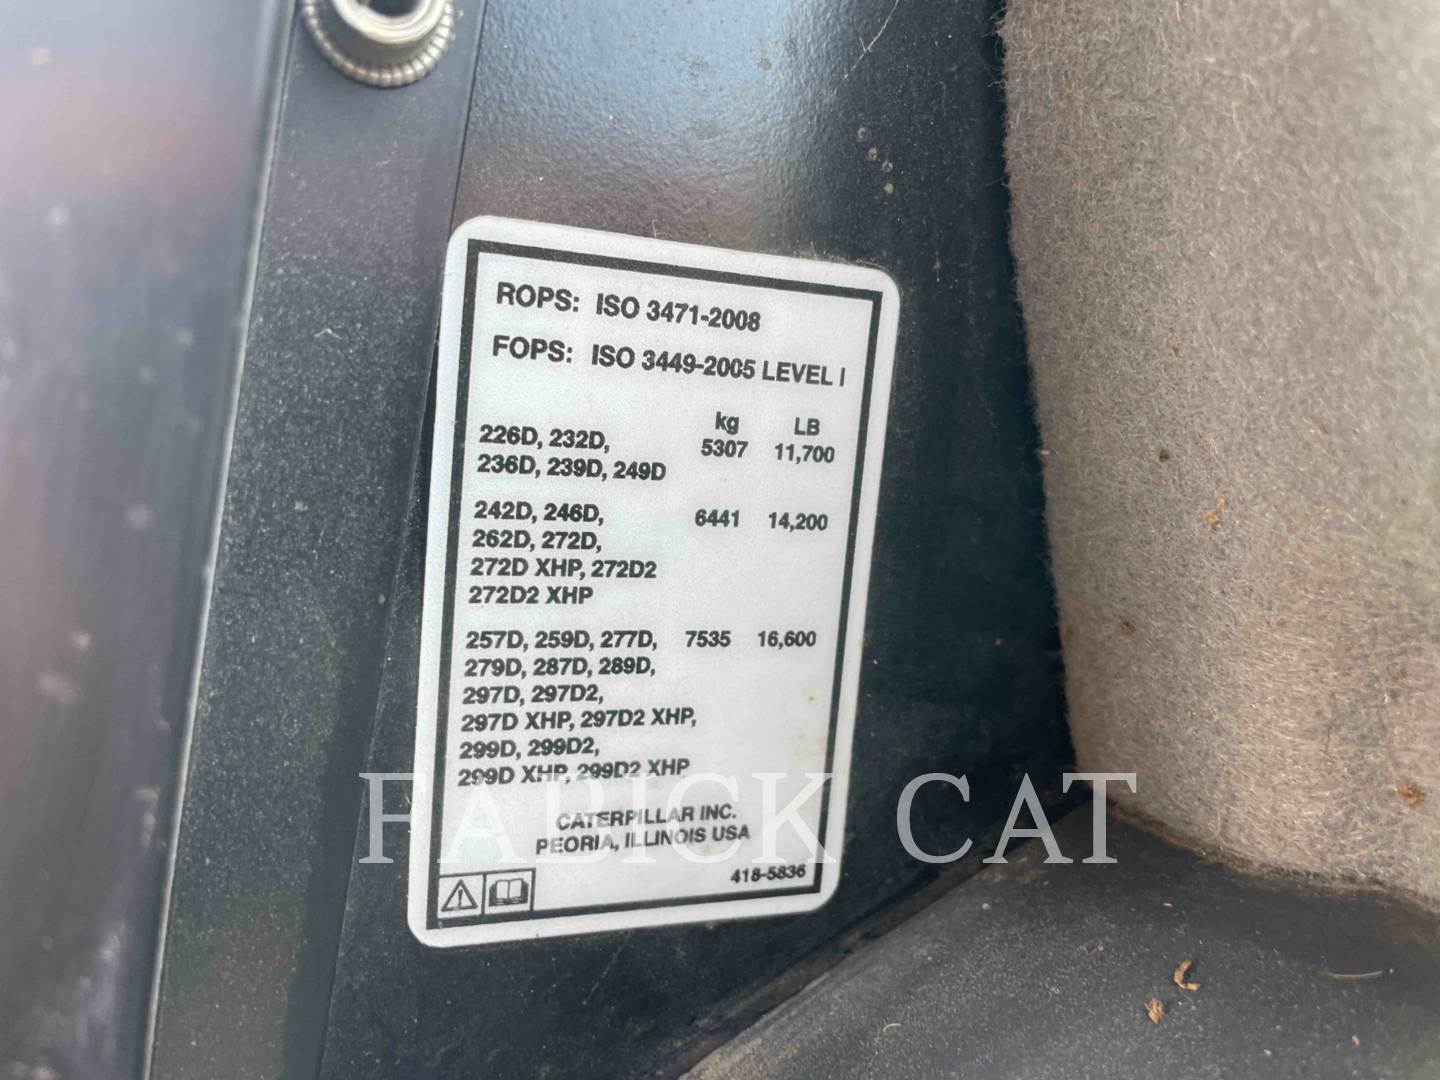 ROPS: ISO 3471-2008
FOPS: ISO 3449-2005 LEVEL I
kg LB
226D, 232D, 5307 11,700
236D, 239D, 249D
242D, 246D, 6441 14,200
262D, 272D,
272D XHP, 272D2
272D2 XHP
257D, 259D, 277D, 7535 16,600
279D, 287D, 289D,
297D, 297D2,
297D XHP, 297D2 XHP,
299D, 299D2,
299D XHP, 299D2 XHP
CATERPILLAR INC.
PEORIA, ILLINOIS USA
418-5836
FABICK CAT